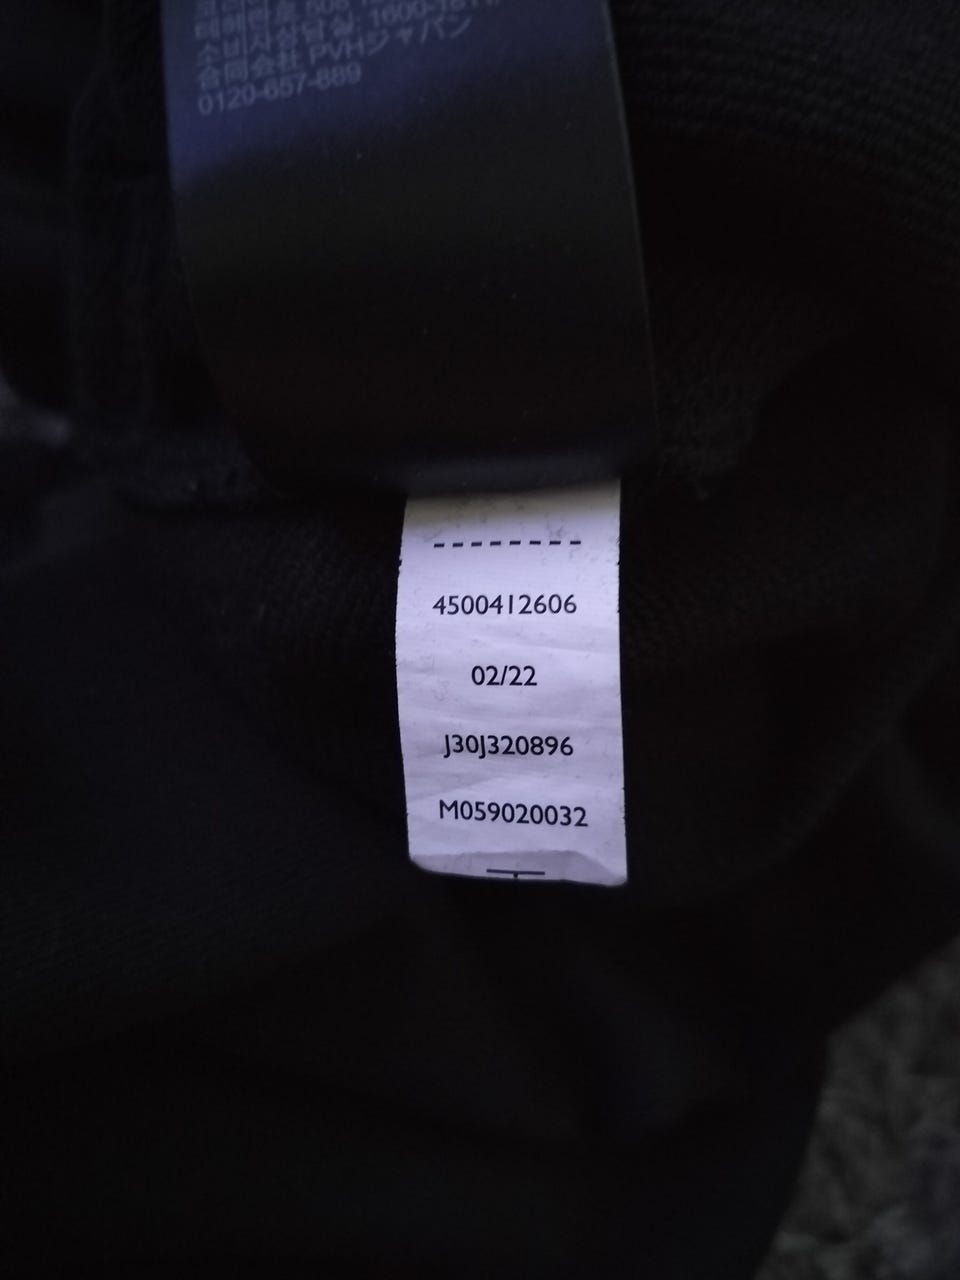 소비자상담실: 1600-
合同会社 PVHジャパン
0120-657-889
--------
4500412606
02/22
J30J320896
M059020032